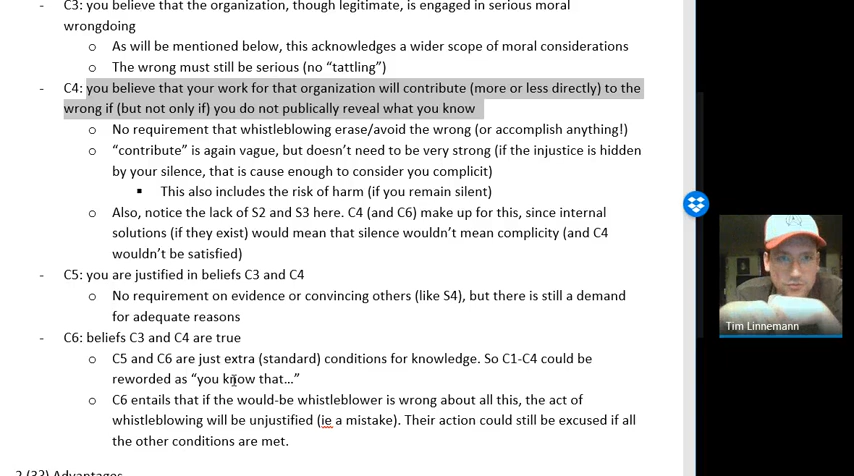 - C3: you believe that the organization, though legitimate, is engaged in serious moral
wrongdoing
o As will be mentioned below, this acknowledges a wider scope of moral considerations
o The wrong must still be serious (no “tattling”)
- C4: you believe that your work for that organization will contribute (more or less directly) to the
wrong if (but not only if) you do not publically reveal what you know
o No requirement that whistleblowing erase/avoid the wrong (or accomplish anything!)
o “contribute” is again vague, but doesn’t need to be very strong (if the injustice is hidden
by your silence, that is cause enough to consider you complicit)
▪ This also includes the risk of harm (if you remain silent)
o Also, notice the lack of S2 and S3 here. C4 (and C6) make up for this, since internal
solutions (if they exist) would mean that silence wouldn’t mean complicity (and C4
wouldn’t be satisfied)
- C5: you are justified in beliefs C3 and C4
o No requirement on evidence or convincing others (like S4), but there is still a demand
for adequate reasons
- C6: beliefs C3 and C4 are true
o C5 and C6 are just extra (standard) conditions for knowledge. So C1-C4 could be
reworded as “you know that…”
o C6 entails that if the would-be whistleblower is wrong about all this, the act of
whistleblowing will be unjustified (ie a mistake). Their action could still be excused if all
the other conditions are met.
2 (33) Advantages
Tim Linnemann